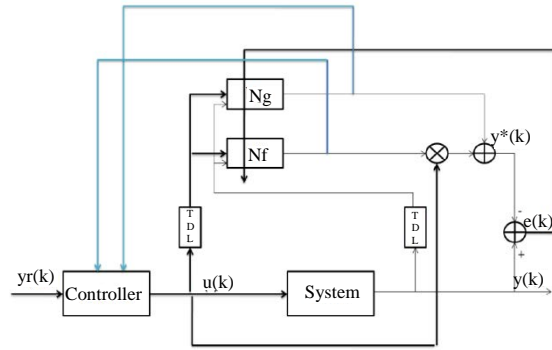 Ng
y*(k)
Nf
T
D
L
T
D
L
-
e(k)
+
yr(k)
Controller
u(k)
System
y(k)